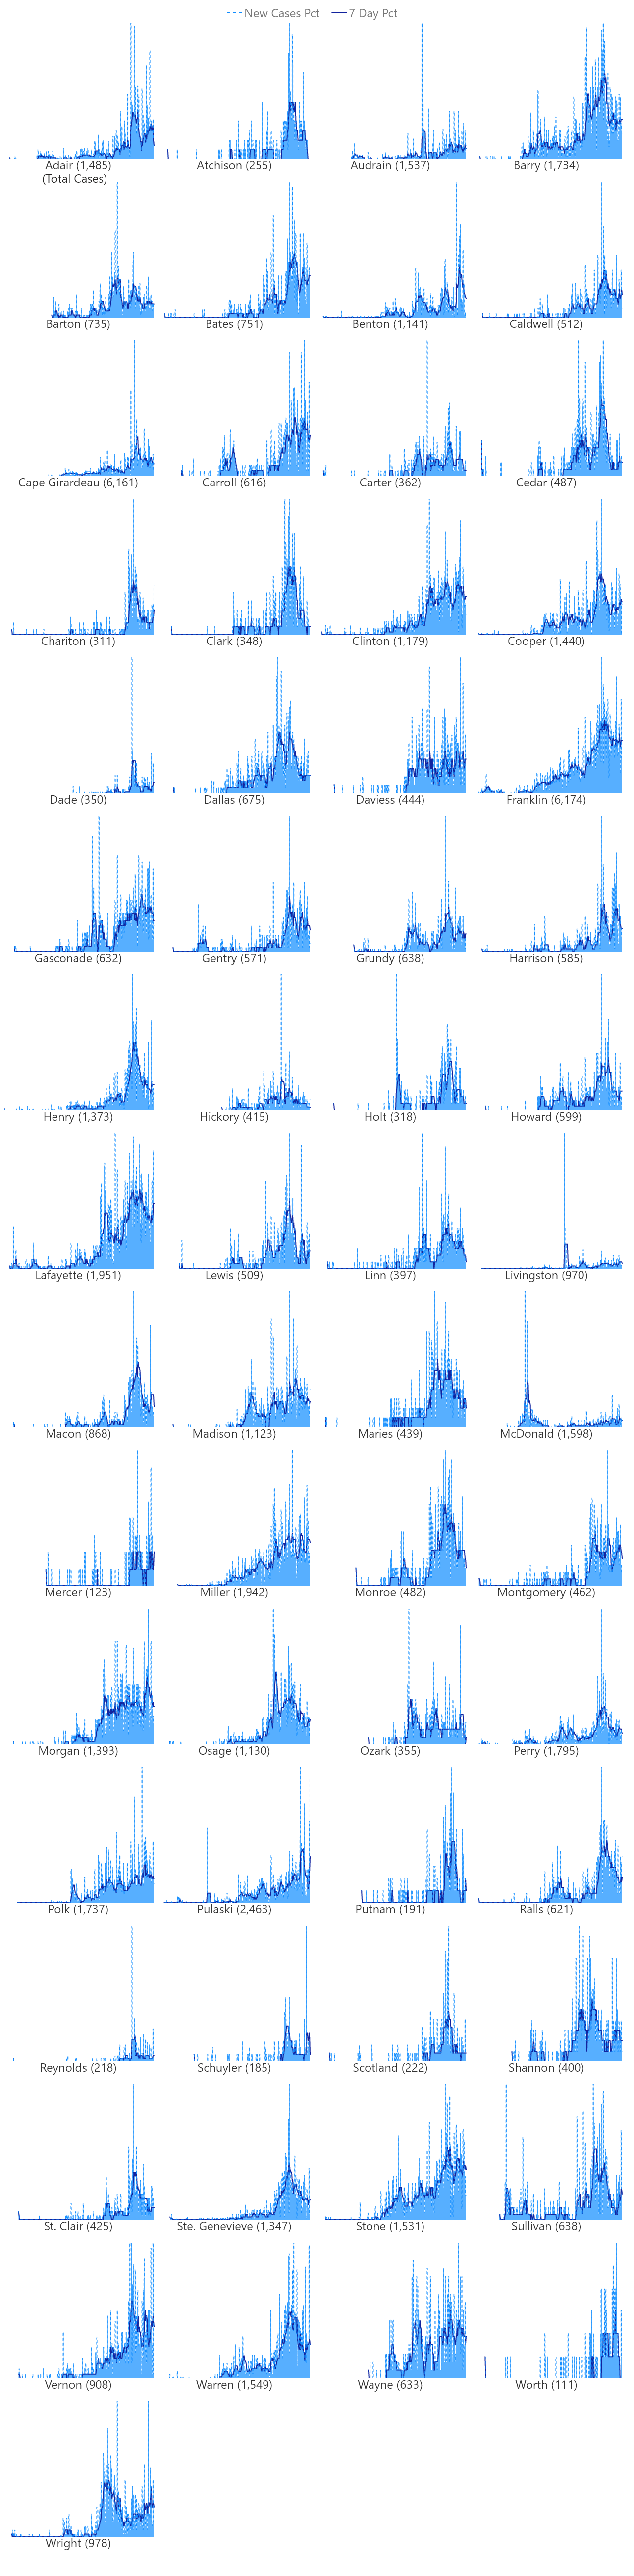 New Cases Pct 7 Day Pct
Adair (1,485) Atchison (255) Audrain (1,537) Barry (1,734)
(Total Cases)
Barton (735) Bates (751) Benton (1,141) Caldwell (512)
Cape Girardeau (6,161) Carroll (616) Carter (362) Cedar (487)
Chariton (311) Clark (348) Clinton (1,179) Cooper (1,440)
Dade (350) Dallas (675) Daviess (444) Franklin (6,174)
Gasconade (632) Gentry (571) Grundy (638) Harrison (585)
Henry (1,373) Hickory (415) Holt (318) Howard (599)
Lafayette (1,951) Lewis (509) Linn (397) Livingston (970)
Macon (868) Madison (1,123) Maries (439) McDonald (1,598)
Mercer (123) Miller (1,942) Monroe (482) Montgomery (462)
Morgan (1,393) Osage (1,130) Ozark (355) Perry (1,795)
Polk (1,737) Pulaski (2,463) Putnam (191) Ralls (621)
Reynolds (218) Schuyler (185) Scotland (222) Shannon (400)
St. Clair (425) Ste. Genevieve (1,347) Stone (1,531) Sullivan (638)
Vernon (908) Warren (1,549) Wayne (633) Worth (111)
Wright (978)